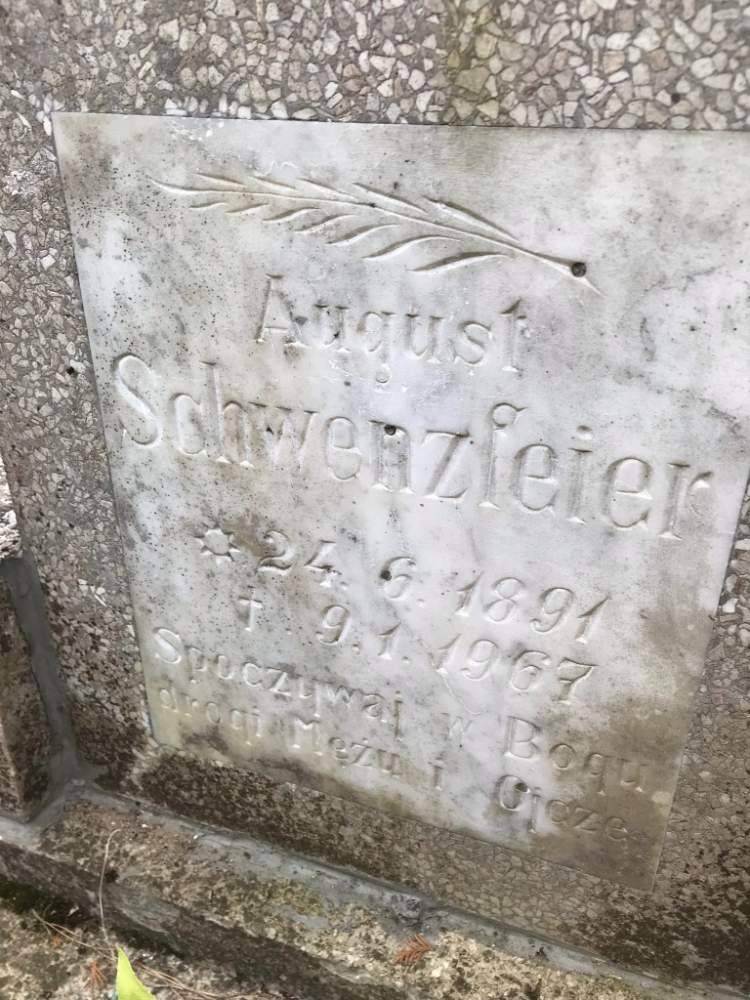 August
Schwenzfeier
* 24. 6. 1891
† 9. 1. 1967
Spoczywaj w Bogu
drogi Mężu i Ojcze